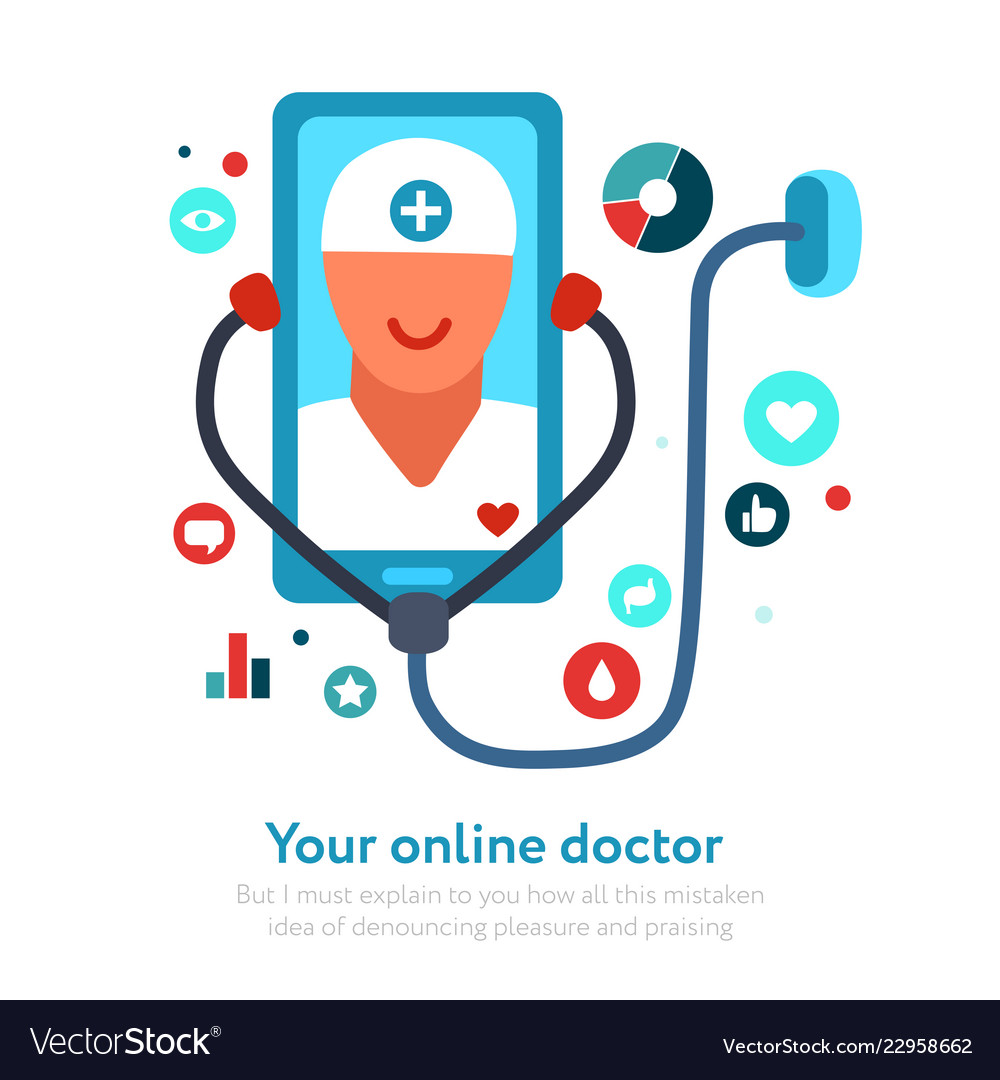 Your online doctor
But I must explain to you how all this mistaken
idea of denouncing pleasure and praising
VectorStock®
VectorStock.com/22958662